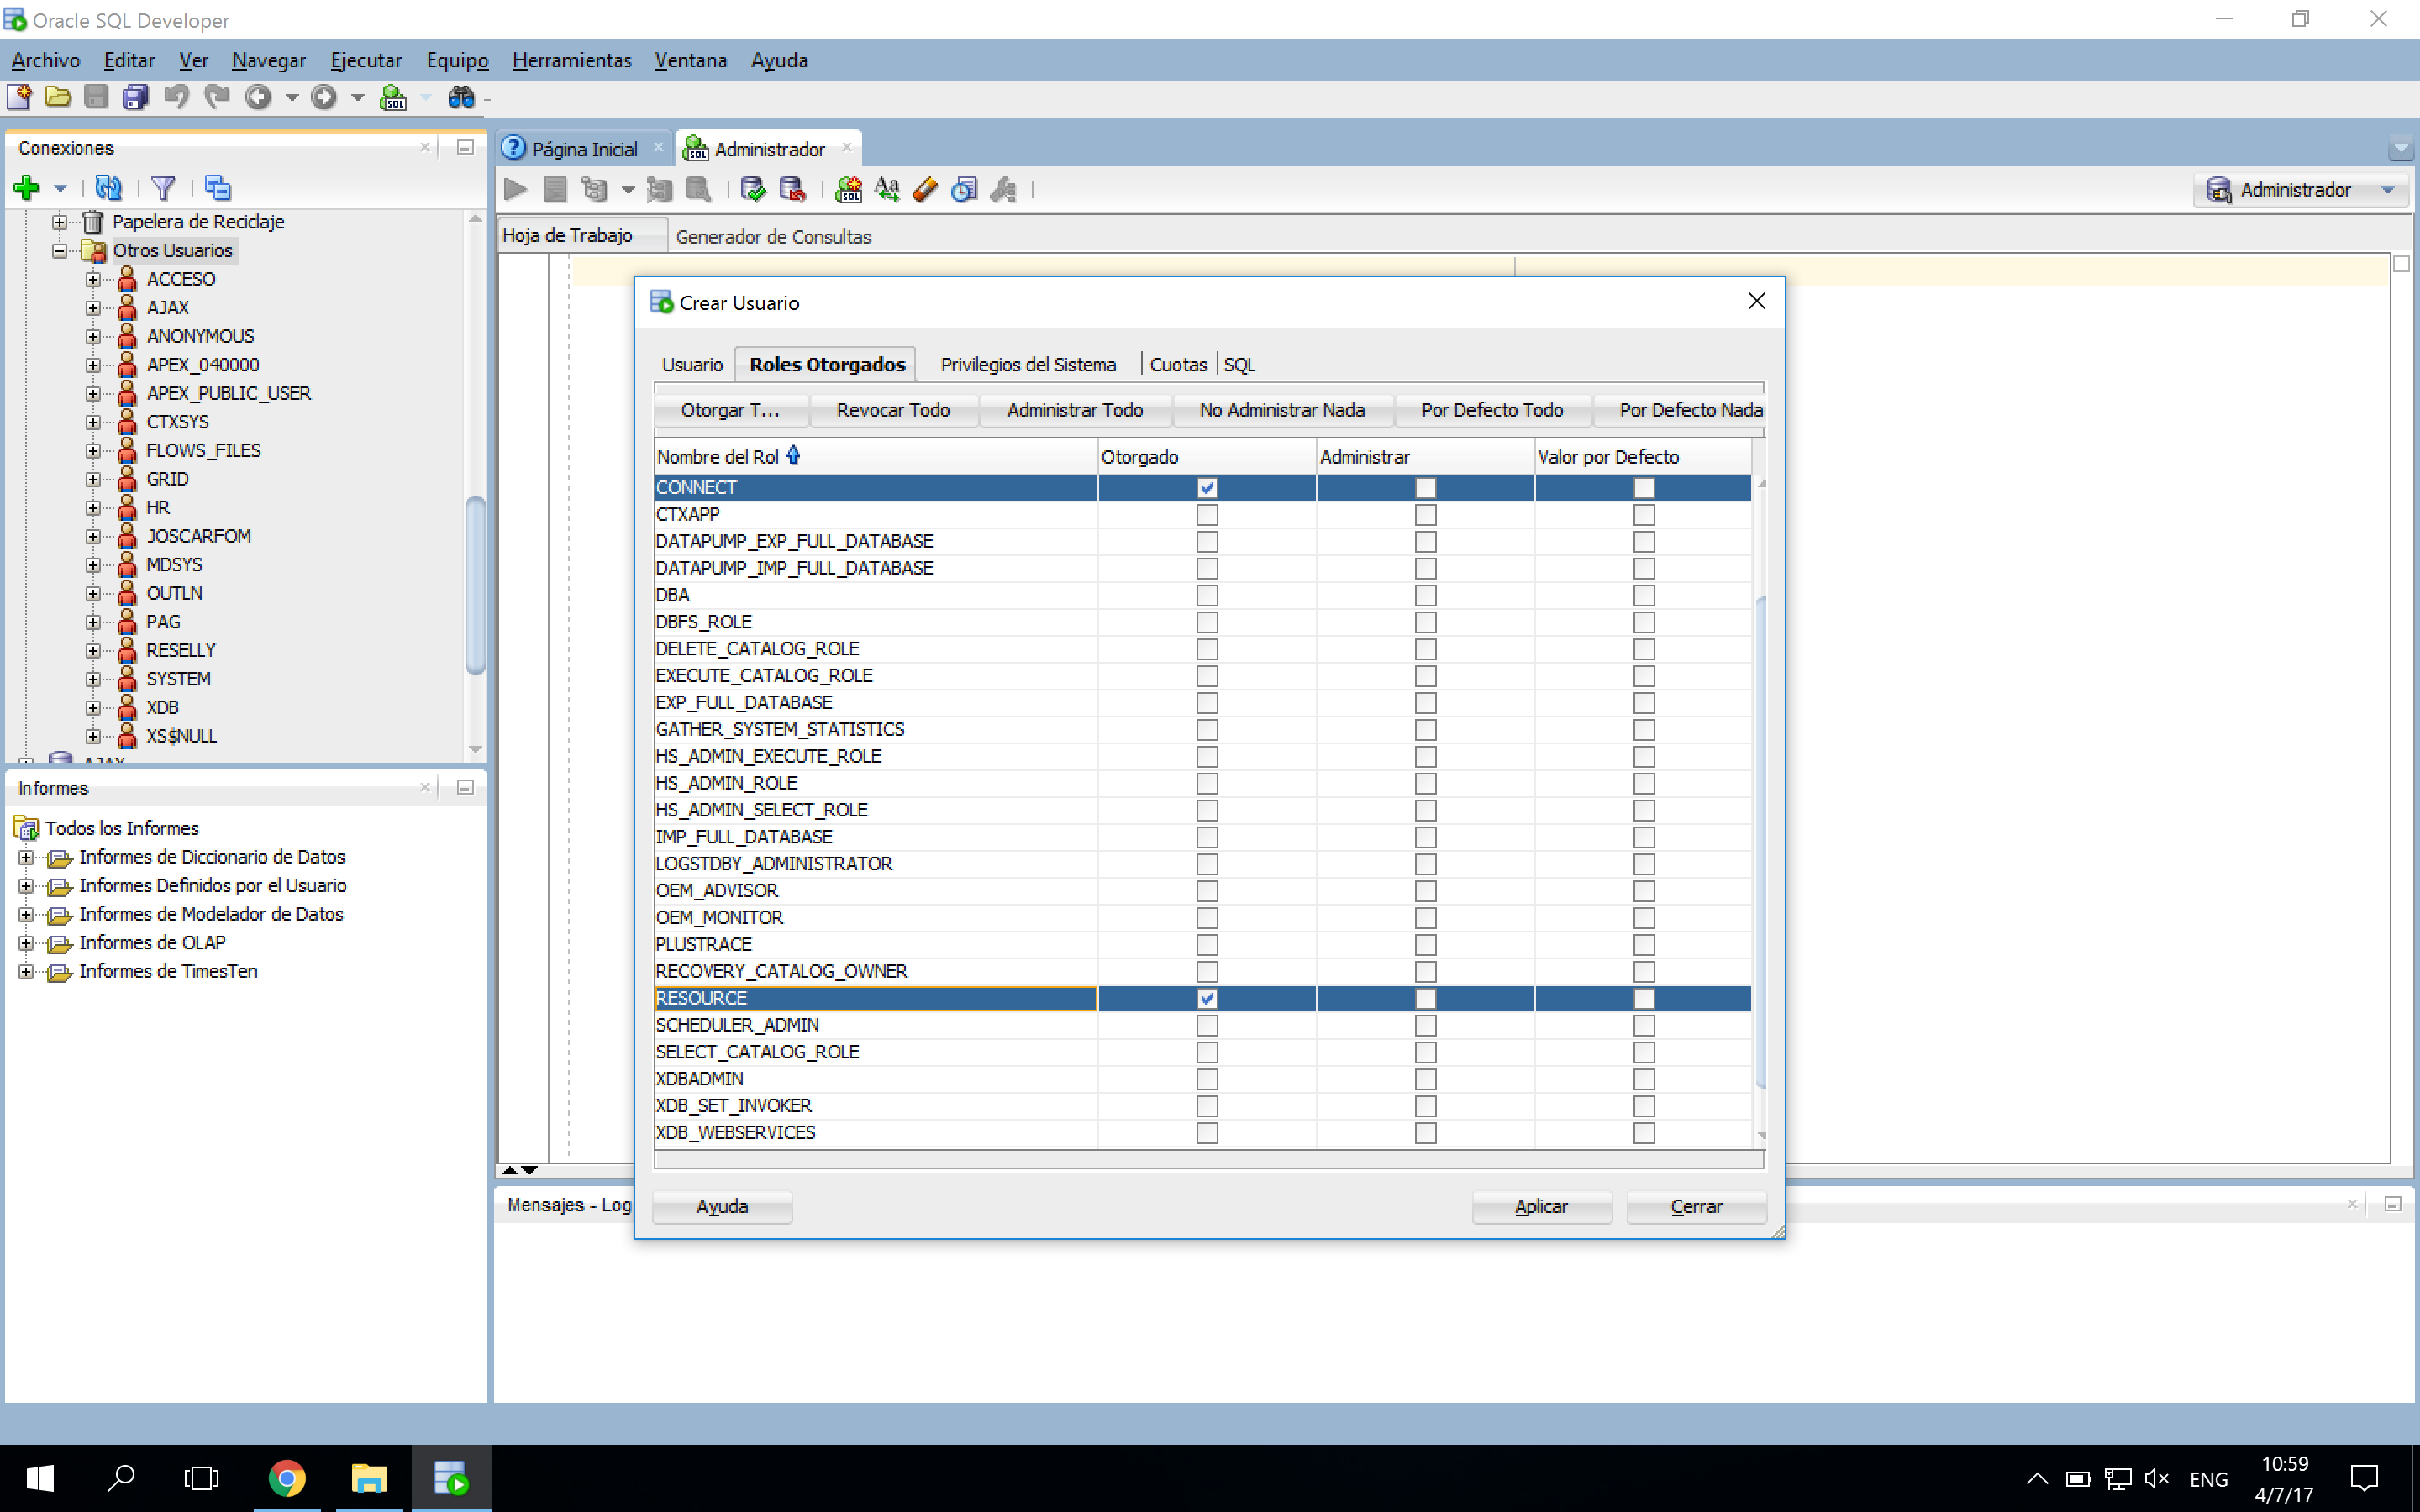 Oracle SQL Developer
Archivo Editar Ver Navegar Ejecutar Equipo Herramientas Ventana Ayuda
Conexiones
Papelera de Reciclaje
Otros Usuarios
ACCESO
AJAX
ANONYMOUS
APEX_040000
APEX_PUBLIC_USER
CTXSYS
FLOWS_FILES
GRID
HR
JOSCARFOM
MDSYS
OUTLN
PAG
RESELLY
SYSTEM
XDB
XS$NULL
AJAX
Informes
Todos los Informes
Informes de Diccionario de Datos
Informes Definidos por el Usuario
Informes de Modelador de Datos
Informes de OLAP
Informes de TimesTen
Página Inicial
Administrador
Administrador
Hoja de Trabajo Generador de Consultas
Crear Usuario
Usuario Roles Otorgados Privilegios del Sistema Cuotas SQL
Otorgar T... Revocar Todo Administrar Todo No Administrar Nada Por Defecto Todo Por Defecto Nada
Nombre del Rol Otorgado Administrar Valor por Defecto
CONNECT
CTXAPP
DATAPUMP_EXP_FULL_DATABASE
DATAPUMP_IMP_FULL_DATABASE
DBA
DBFS_ROLE
DELETE_CATALOG_ROLE
EXECUTE_CATALOG_ROLE
EXP_FULL_DATABASE
GATHER_SYSTEM_STATISTICS
HS_ADMIN_EXECUTE_ROLE
HS_ADMIN_ROLE
HS_ADMIN_SELECT_ROLE
IMP_FULL_DATABASE
LOGSTDBY_ADMINISTRATOR
OEM_ADVISOR
OEM_MONITOR
PLUSTRACE
RECOVERY_CATALOG_OWNER
RESOURCE
SCHEDULER_ADMIN
SELECT_CATALOG_ROLE
XDBADMIN
XDB_SET_INVOKER
XDB_WEBSERVICES
Ayuda Aplicar Cerrar
Mensajes - Log
ENG
10:59
4/7/17